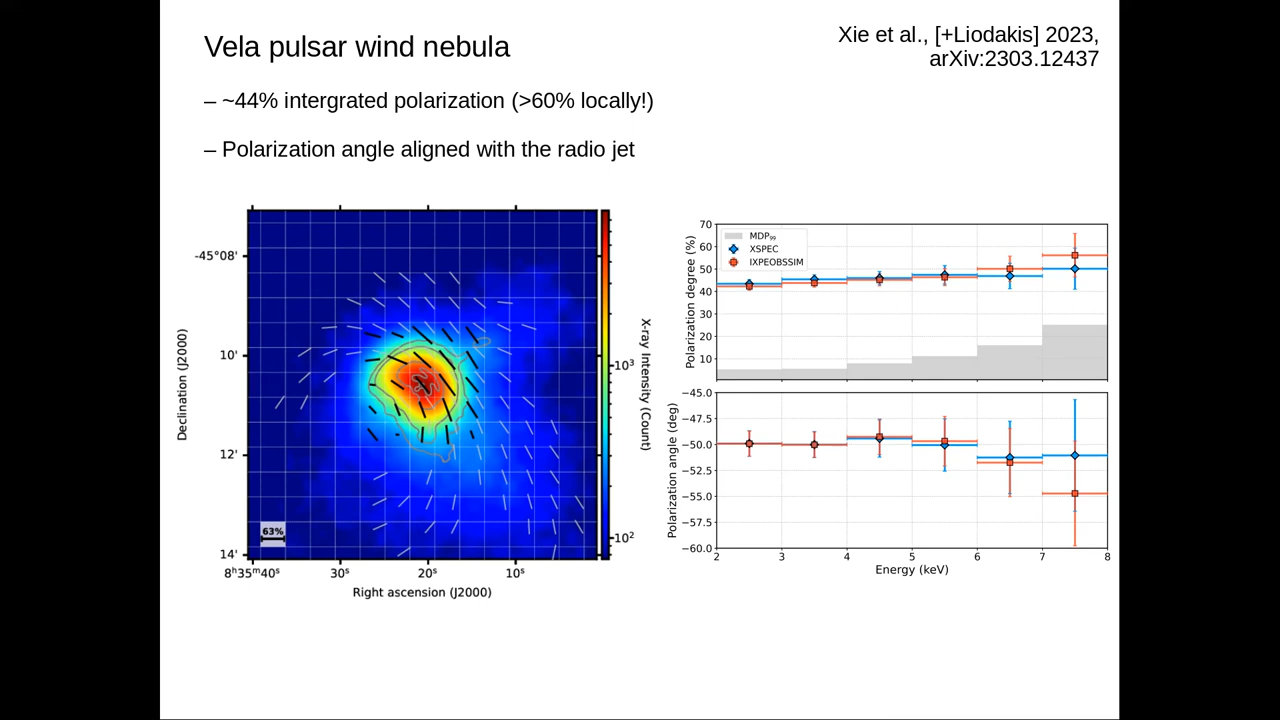 Vela pulsar wind nebula
Xie et al., [+Liodakis] 2023,
arXiv:2303.12437
– ~44% intergrated polarization (>60% locally!)
– Polarization angle aligned with the radio jet
-45°08'
10'
12'
14'
Declination (J2000)
63%
8ʰ35ᵐ40ˢ
30ˢ
20ˢ
10ˢ
Right ascension (J2000)
10³
10²
X-ray Intensity (Count)
70
60
50
40
30
20
10
Polarization degree (%)
MDP₉₉
XSPEC
IXPEOBSSIM
−45.0
−47.5
−50.0
−52.5
−55.0
−57.5
−60.0
Polarization angle (deg)
2 3 4 5 6 7 8
Energy (keV)